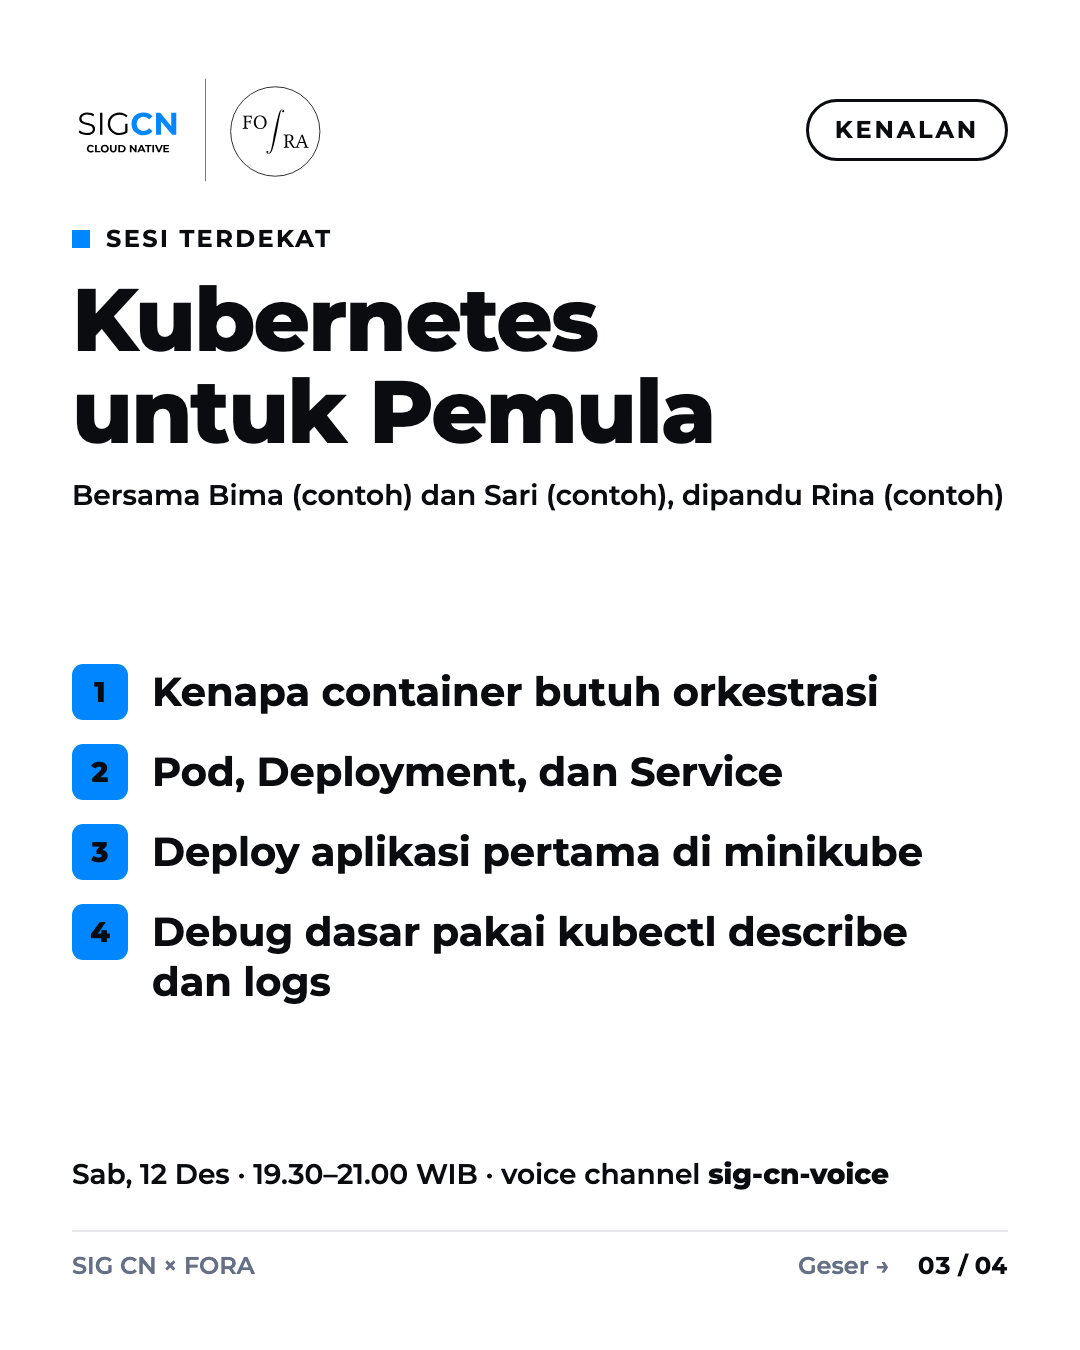 SIGCN
CLOUD NATIVE
FO
RA
KENALAN
SESI TERDEKAT
Kubernetes
untuk Pemula
Bersama Bima (contoh) dan Sari (contoh), dipandu Rina (contoh)
1 Kenapa container butuh orkestrasi
2 Pod, Deployment, dan Service
3 Deploy aplikasi pertama di minikube
4 Debug dasar pakai kubectl describe
dan logs
Sab, 12 Des · 19.30–21.00 WIB · voice channel sig-cn-voice
SIG CN × FORA
Geser → 03 / 04